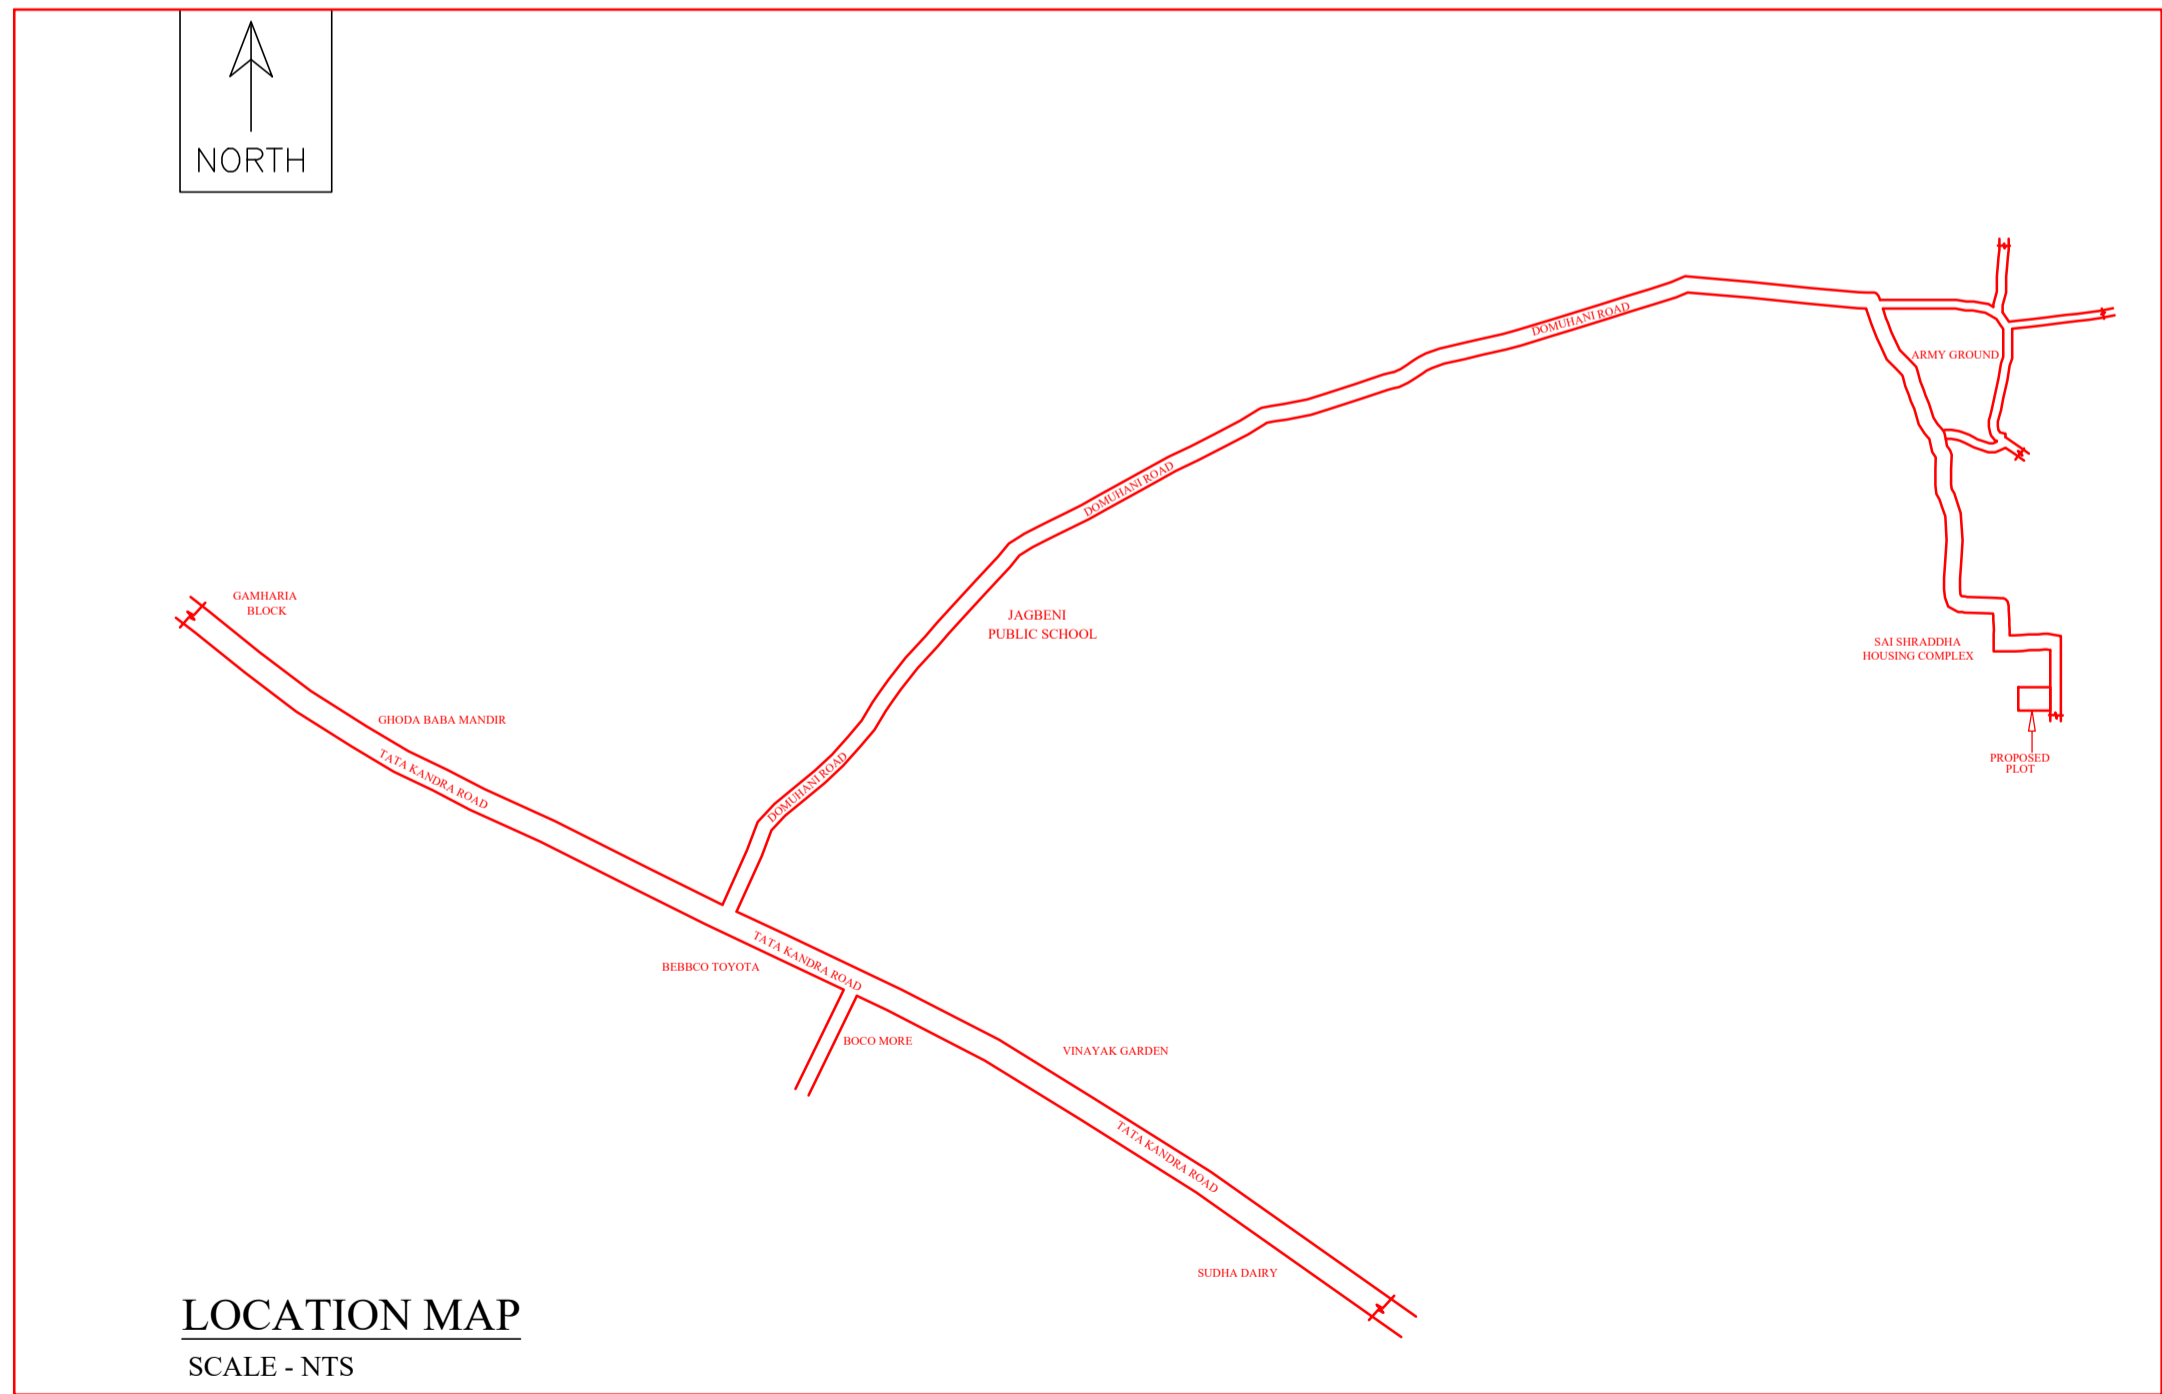 NORTH
DOMUHANI ROAD
ARMY GROUND
DOMUHANI ROAD
GAMHARIA
BLOCK
JAGBENI
PUBLIC SCHOOL
SAI SHRADDHA
HOUSING COMPLEX
GHODA BABA MANDIR
TATA KANDRA ROAD
DOMUHANI ROAD
PROPOSED
PLOT
BEBBCO TOYOTA
TATA KANDRA ROAD
BOCO MORE
VINAYAK GARDEN
TATA KANDRA ROAD
SUDHA DAIRY
LOCATION MAP
SCALE - NTS